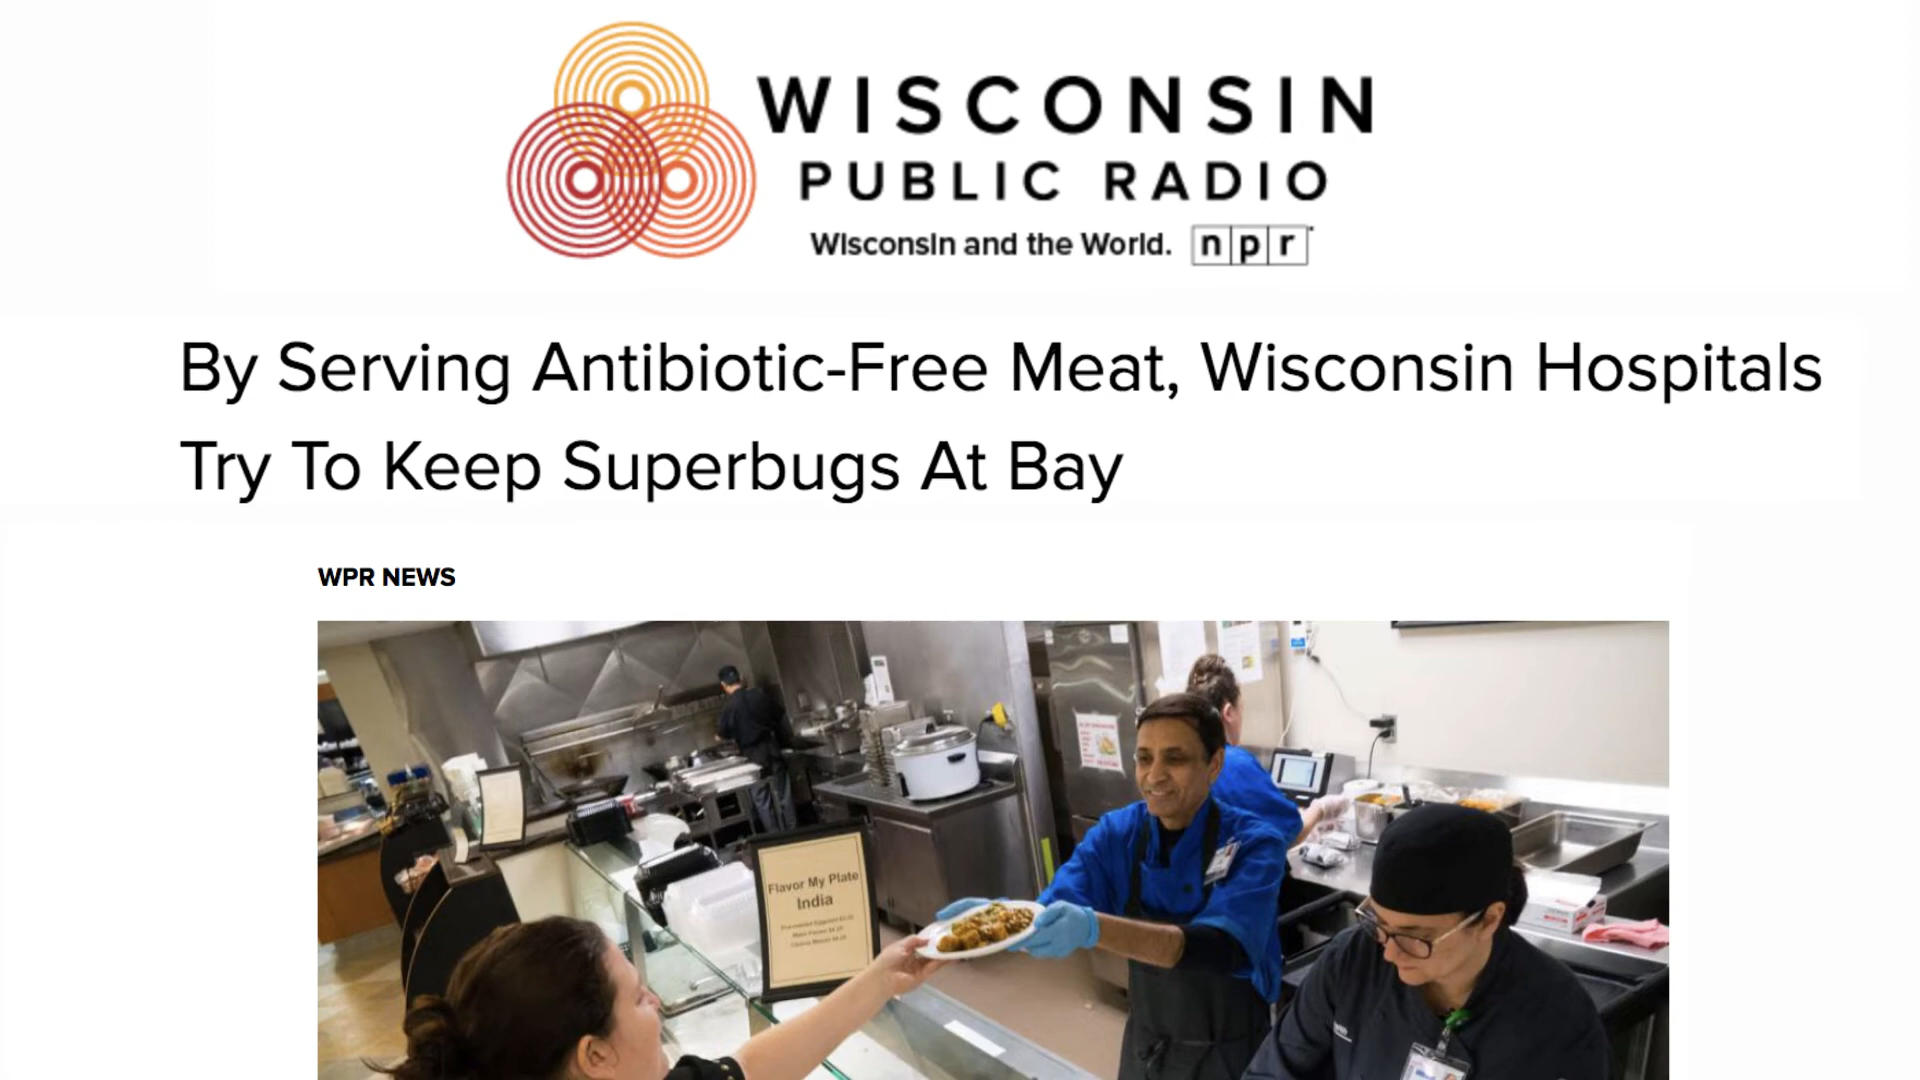 WISCONSIN
PUBLIC RADIO
Wisconsin and the World. npr
By Serving Antibiotic-Free Meat, Wisconsin Hospitals
Try To Keep Superbugs At Bay
WPR NEWS
Flavor My Plate
India